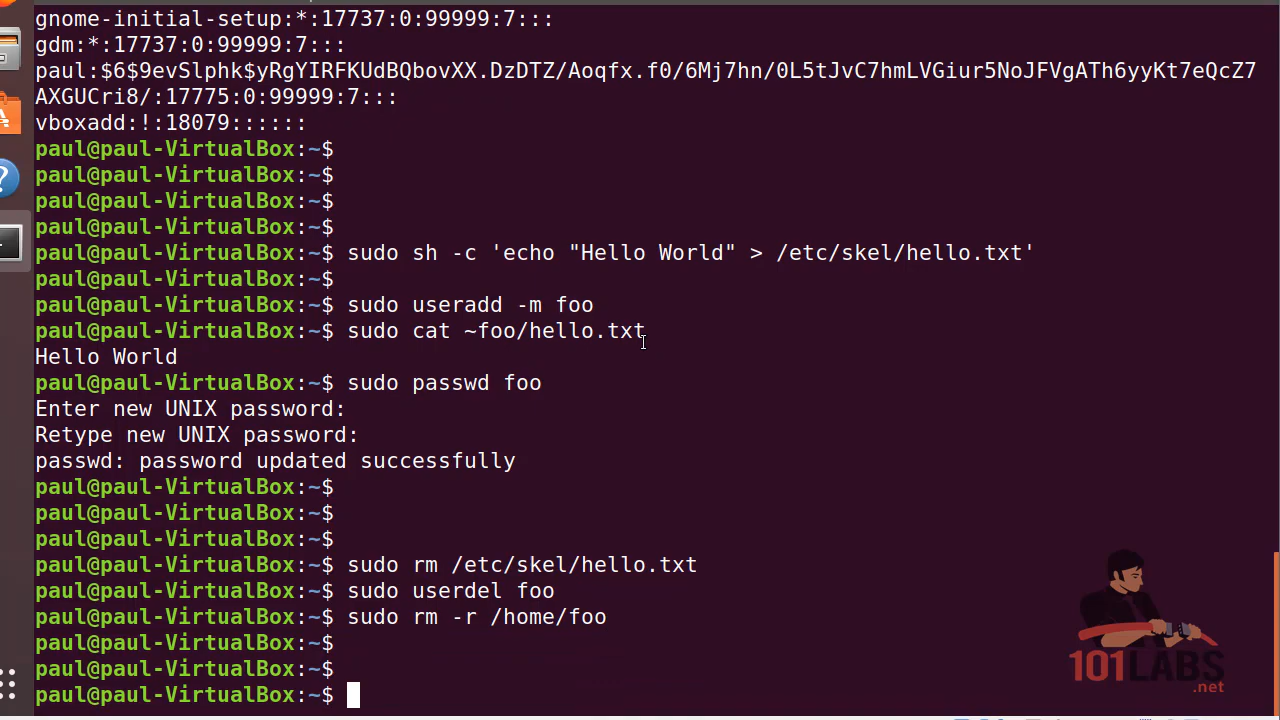 gnome-initial-setup:*:17737:0:99999:7:::
gdm:*:17737:0:99999:7:::
paul:$6$9evSlphk$yRgYIRFKUdBQbovXX.DzDTZ/Aoqfx.f0/6Mj7hn/0L5tJvC7hmLVGiur5NoJFVgATh6yyKt7eQcZ7
AXGUCri8/:17775:0:99999:7:::
vboxadd:!:18079::::::
paul@paul-VirtualBox:~$
paul@paul-VirtualBox:~$
paul@paul-VirtualBox:~$
paul@paul-VirtualBox:~$
paul@paul-VirtualBox:~$ sudo sh -c 'echo "Hello World" > /etc/skel/hello.txt'
paul@paul-VirtualBox:~$
paul@paul-VirtualBox:~$ sudo useradd -m foo
paul@paul-VirtualBox:~$ sudo cat ~foo/hello.txt
Hello World
paul@paul-VirtualBox:~$ sudo passwd foo
Enter new UNIX password:
Retype new UNIX password:
passwd: password updated successfully
paul@paul-VirtualBox:~$
paul@paul-VirtualBox:~$
paul@paul-VirtualBox:~$
paul@paul-VirtualBox:~$ sudo rm /etc/skel/hello.txt
paul@paul-VirtualBox:~$ sudo userdel foo
paul@paul-VirtualBox:~$ sudo rm -r /home/foo
paul@paul-VirtualBox:~$
paul@paul-VirtualBox:~$
paul@paul-VirtualBox:~$
101LABS
.net